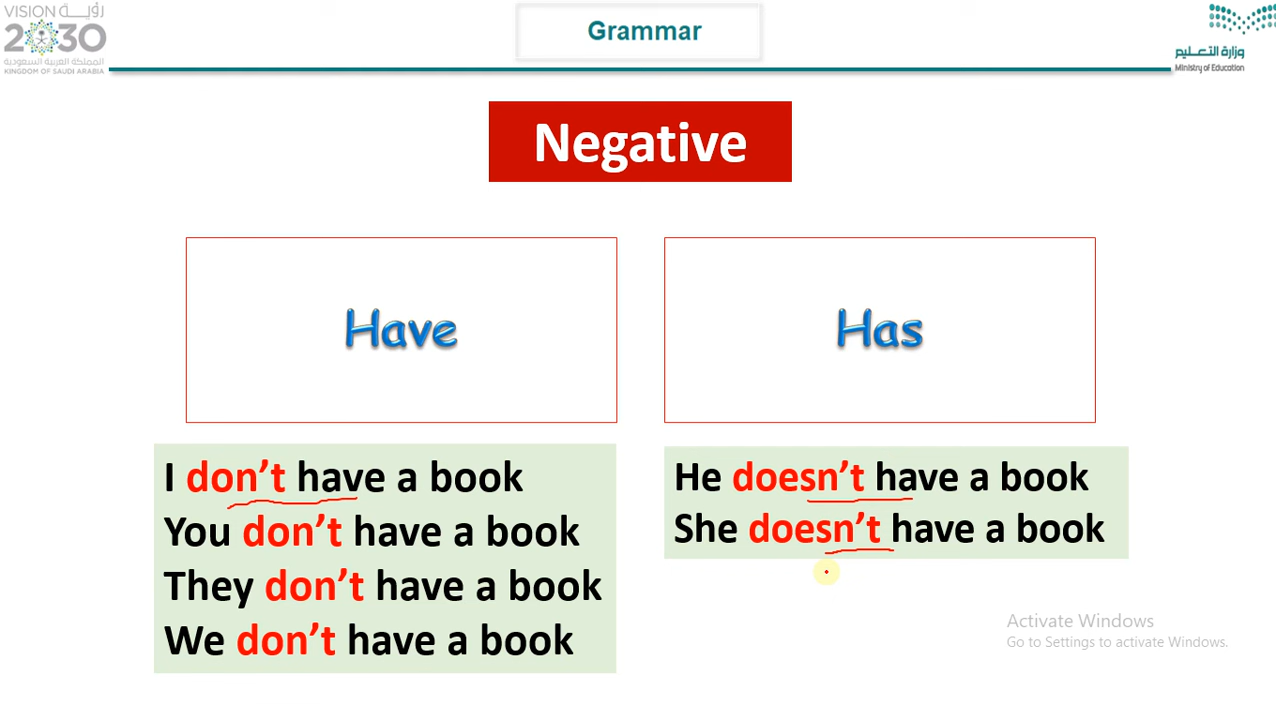 VISION رؤيــة
2030
المملكة العربية السعودية
KINGDOM OF SAUDI ARABIA
Grammar
وزارة التعليم
Ministry of Education
Negative
Have
Has
I don’t have a book
You don’t have a book
They don’t have a book
We don’t have a book
He doesn’t have a book
She doesn’t have a book
Activate Windows
Go to Settings to activate Windows.